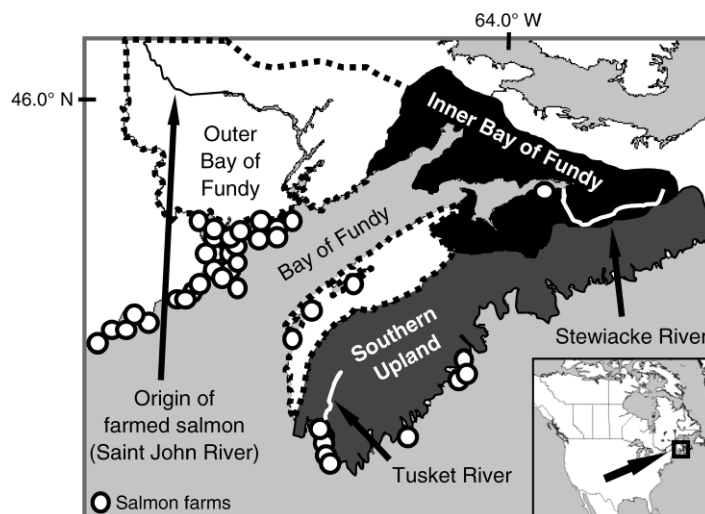 64.0° W
46.0° N
Outer
Bay of
Fundy
Inner Bay of Fundy
Bay of Fundy
Southern
Upland
Stewiacke River
Origin of
farmed salmon
(Saint John River)
Tusket River
Salmon farms